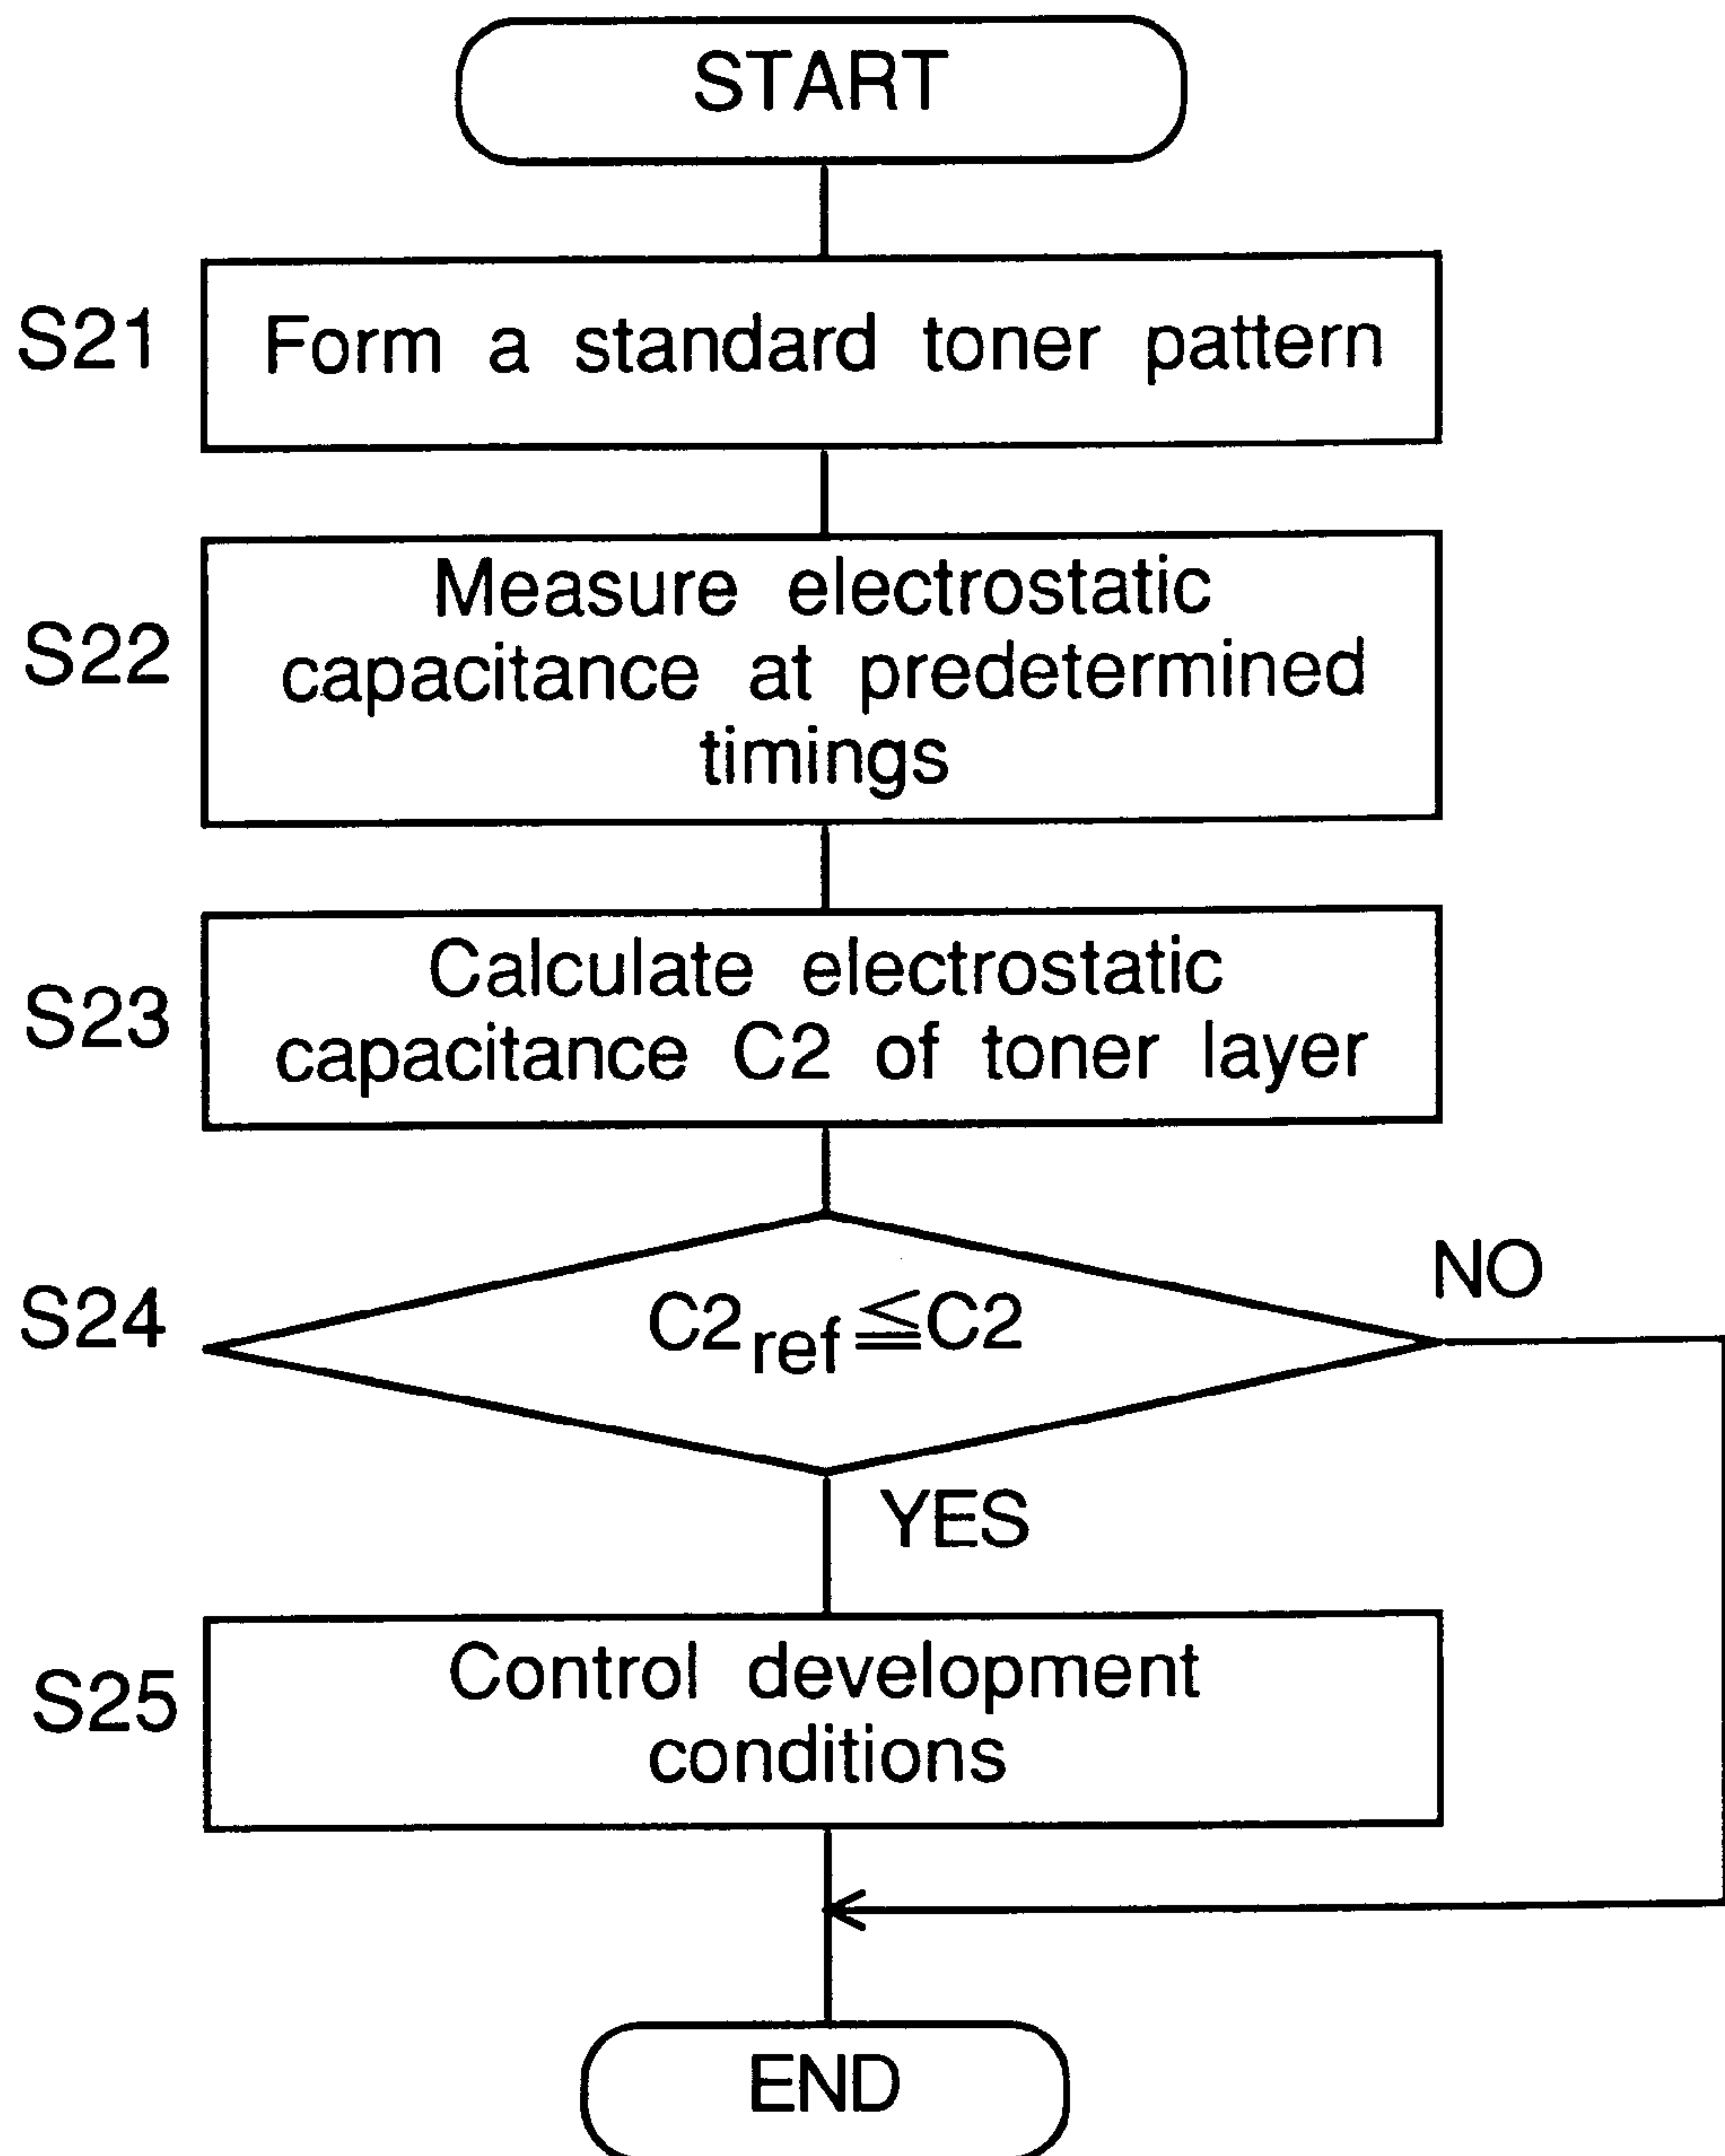 START
S21
Form a standard toner pattern
S22
Measure electrostatic
capacitance at predetermined
timings
S23
Calculate electrostatic
capacitance C2 of toner layer
S24
C2ref≦C2
NO
YES
S25
Control development
conditions
END